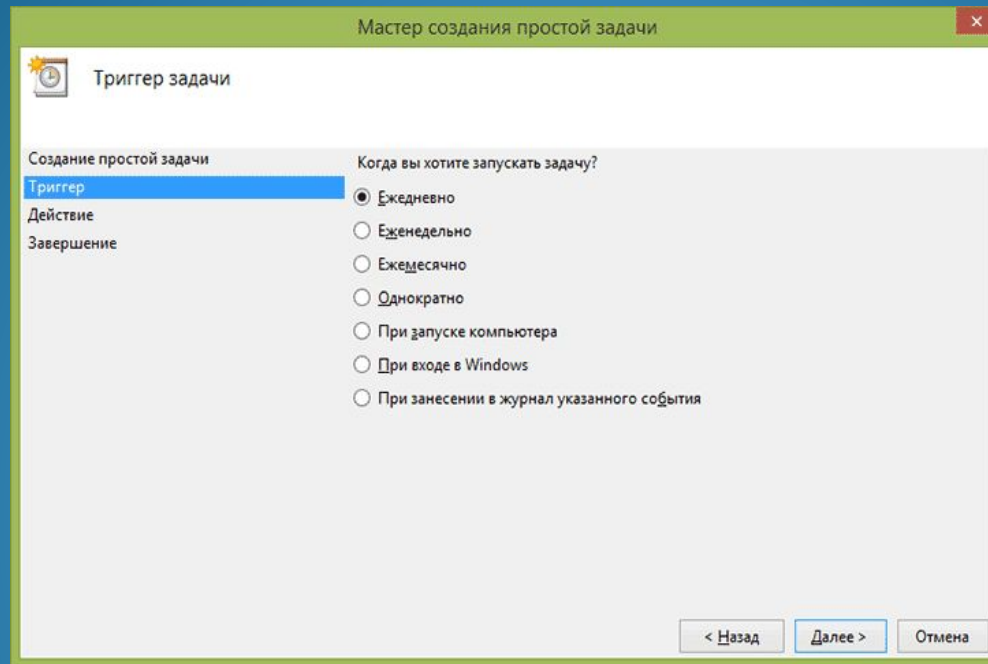 Мастер создания простой задачи
Триггер задачи
Создание простой задачи
Триггер
Действие
Завершение
Когда вы хотите запускать задачу?
Ежедневно
Еженедельно
Ежемесячно
Однократно
При запуске компьютера
При входе в Windows
При занесении в журнал указанного события
< Назад
Далее >
Отмена